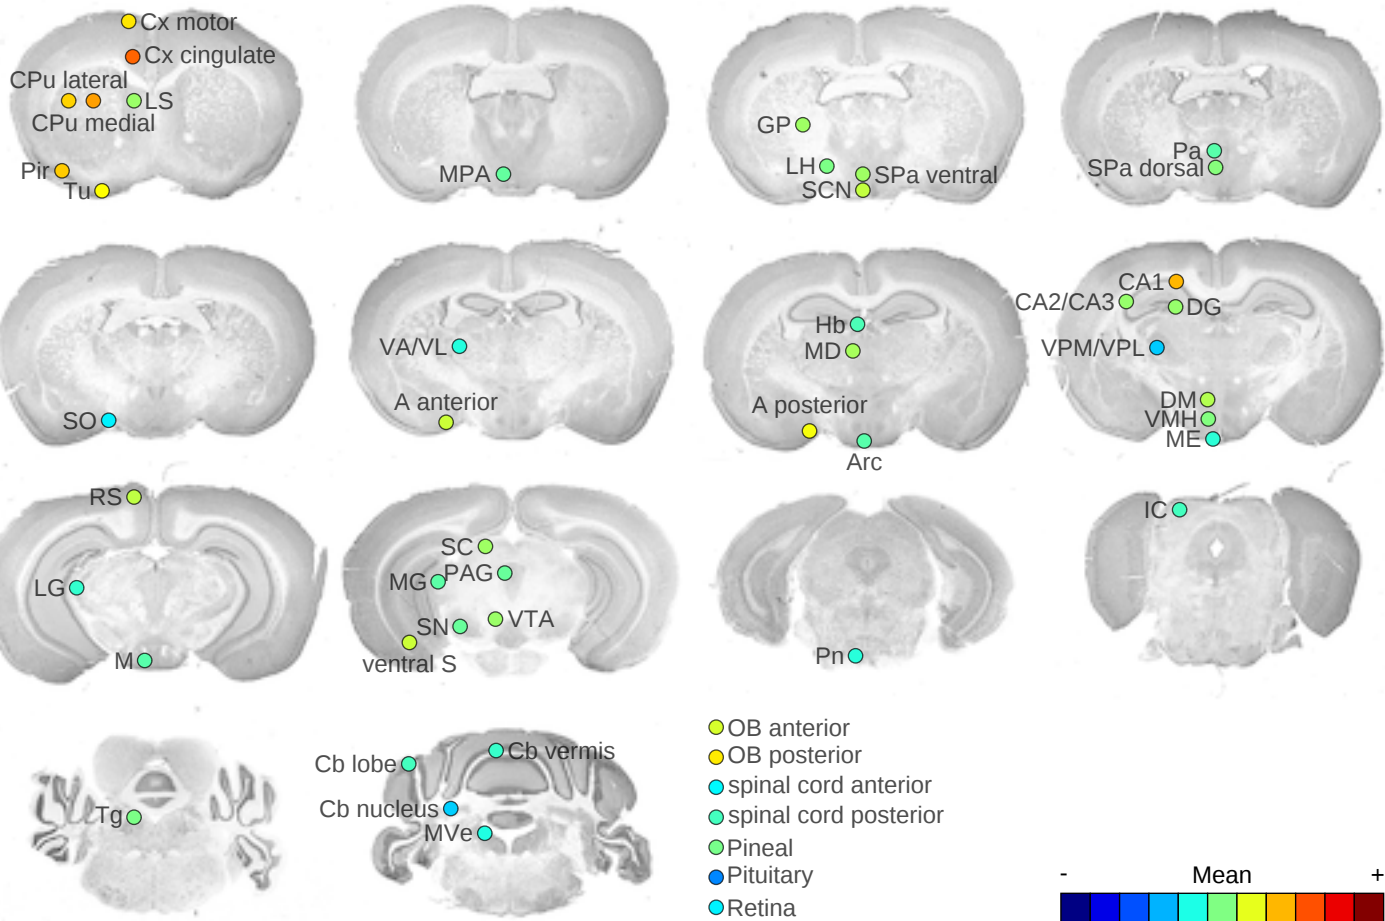 Cx motor
Cx cingulate
CPu lateral
LS
CPu medial
Pir
Tu
MPA
GP
LH
SPa ventral
SCN
Pa
SPa dorsal
SO
VA/VL
A anterior
Hb
MD
A posterior
Arc
CA1
CA2/CA3
DG
VPM/VPL
DM
VMH
ME
RS
LG
M
SC
MG
PAG
SN
VTA
ventral S
Pn
IC
Tg
Cb lobe
Cb vermis
Cb nucleus
MVe
OB anterior
OB posterior
spinal cord anterior
spinal cord posterior
Pineal
Pituitary
Retina
- Mean +